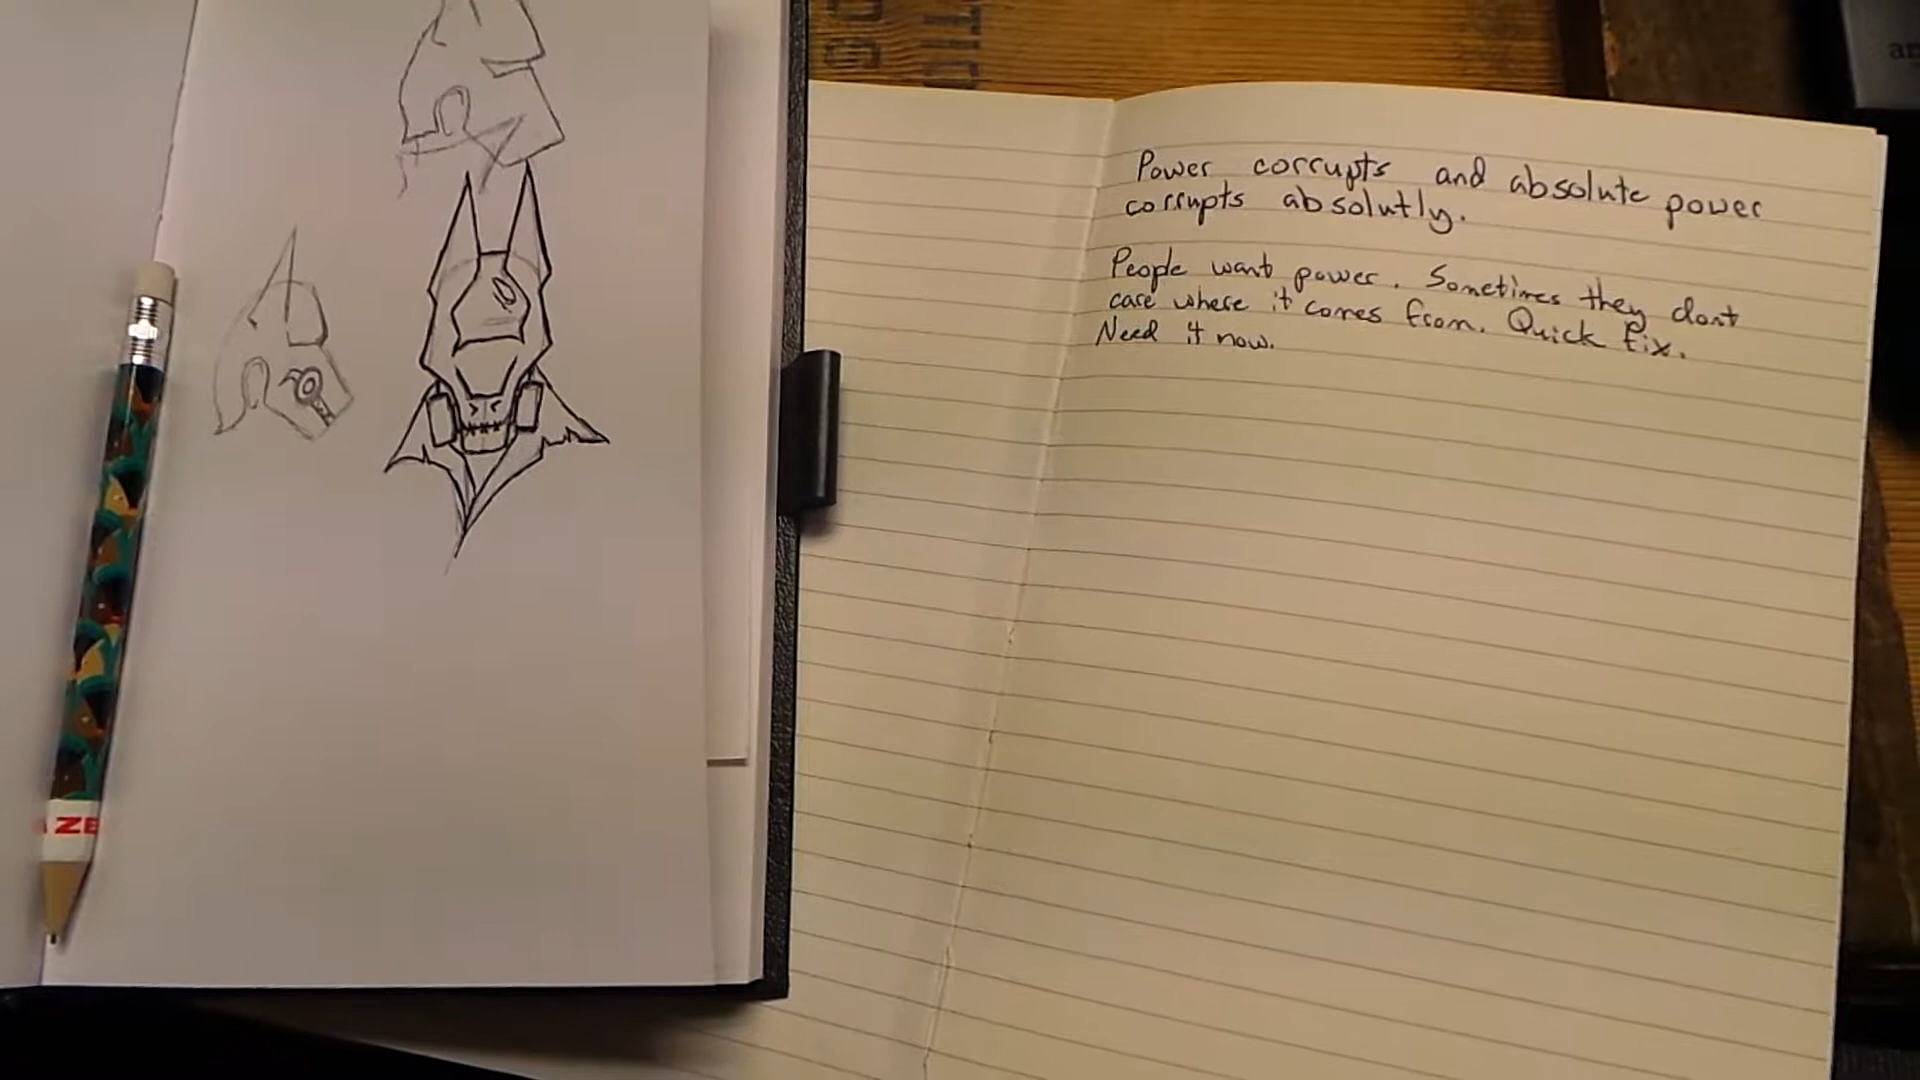 Power corrupts and absolute power
corrupts absolutly.
People want power. Sometimes they dont
care where it comes from. Quick fix.
Need it now.
ZE